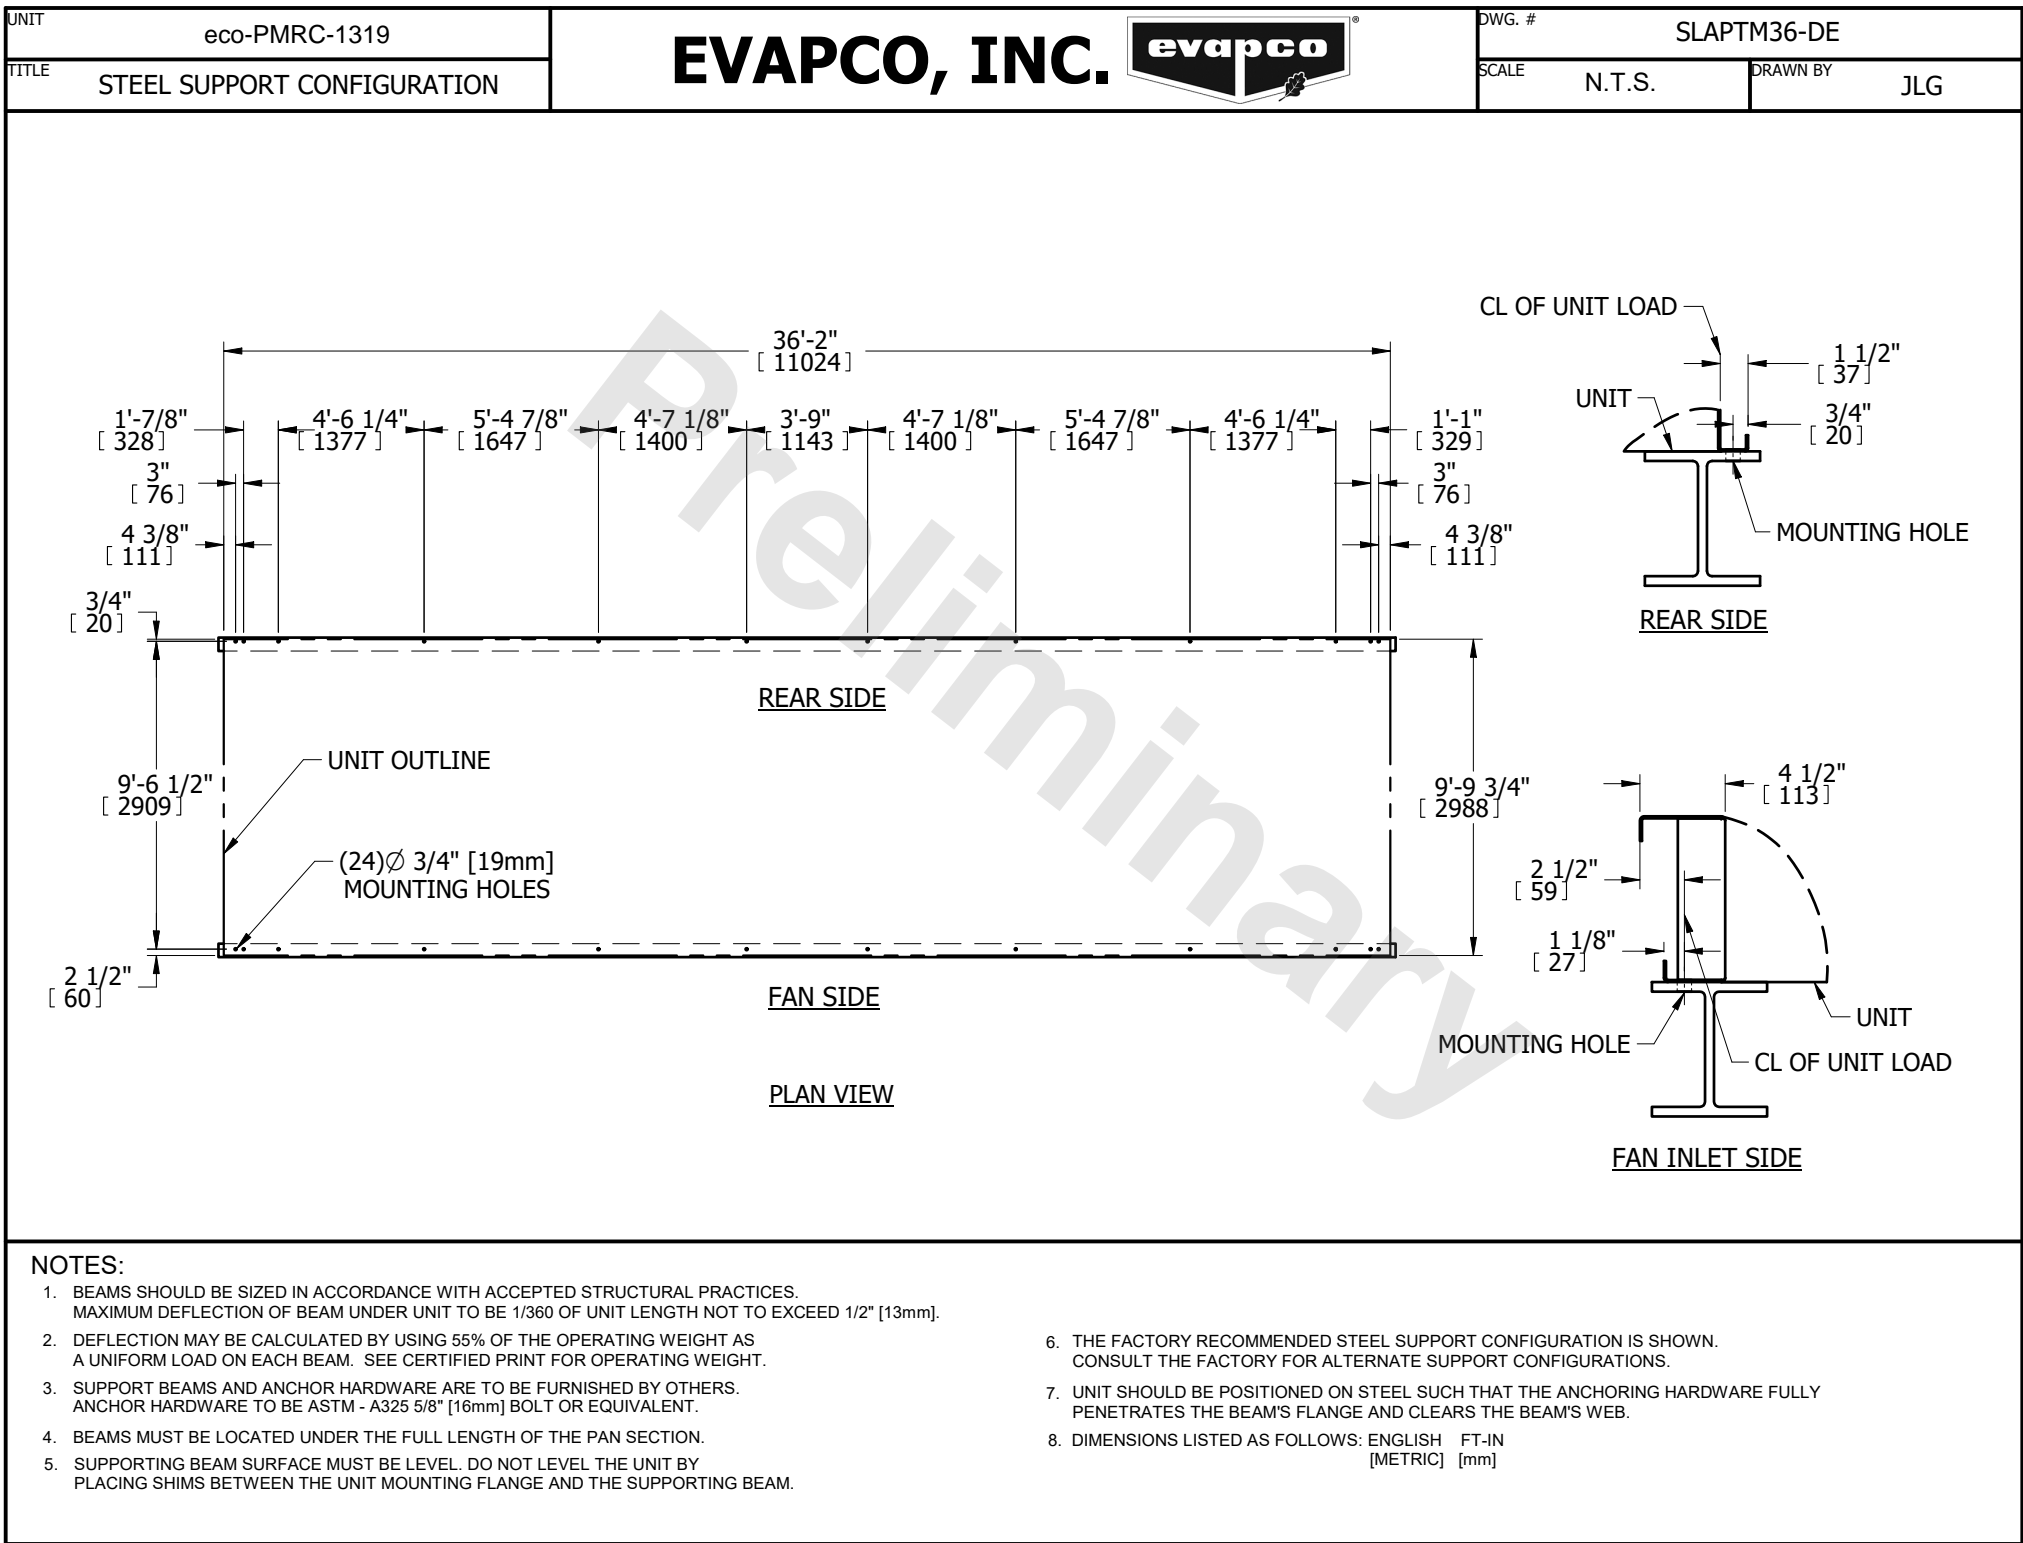 UNIT
eco-PMRC-1319
TITLE
STEEL SUPPORT CONFIGURATION
EVAPCO, INC.
evapco
®
DWG. #
SLAPTM36-DE
SCALE
N.T.S.
DRAWN BY
JLG
36'-2"
[ 11024 ]
1'-7/8"
[ 328 ]
4'-6 1/4"
[ 1377 ]
5'-4 7/8"
[ 1647 ]
4'-7 1/8"
[ 1400 ]
3'-9"
[ 1143 ]
4'-7 1/8"
[ 1400 ]
5'-4 7/8"
[ 1647 ]
4'-6 1/4"
[ 1377 ]
1'-1"
[ 329 ]
3"
[ 76 ]
3"
[ 76 ]
4 3/8"
[ 111 ]
4 3/8"
[ 111 ]
3/4"
[ 20 ]
REAR SIDE
UNIT OUTLINE
9'-6 1/2"
[ 2909 ]
9'-9 3/4"
[ 2988 ]
(24)Ø 3/4" [19mm]
MOUNTING HOLES
2 1/2"
[ 60 ]
FAN SIDE
PLAN VIEW
Preliminary
CL OF UNIT LOAD
1 1/2"
[ 37 ]
UNIT
3/4"
[ 20 ]
MOUNTING HOLE
REAR SIDE
4 1/2"
[ 113 ]
2 1/2"
[ 59 ]
1 1/8"
[ 27 ]
UNIT
MOUNTING HOLE
CL OF UNIT LOAD
FAN INLET SIDE
NOTES:
1. BEAMS SHOULD BE SIZED IN ACCORDANCE WITH ACCEPTED STRUCTURAL PRACTICES.
MAXIMUM DEFLECTION OF BEAM UNDER UNIT TO BE 1/360 OF UNIT LENGTH NOT TO EXCEED 1/2" [13mm].
2. DEFLECTION MAY BE CALCULATED BY USING 55% OF THE OPERATING WEIGHT AS
A UNIFORM LOAD ON EACH BEAM. SEE CERTIFIED PRINT FOR OPERATING WEIGHT.
3. SUPPORT BEAMS AND ANCHOR HARDWARE ARE TO BE FURNISHED BY OTHERS.
ANCHOR HARDWARE TO BE ASTM - A325 5/8" [16mm] BOLT OR EQUIVALENT.
4. BEAMS MUST BE LOCATED UNDER THE FULL LENGTH OF THE PAN SECTION.
5. SUPPORTING BEAM SURFACE MUST BE LEVEL. DO NOT LEVEL THE UNIT BY
PLACING SHIMS BETWEEN THE UNIT MOUNTING FLANGE AND THE SUPPORTING BEAM.
6. THE FACTORY RECOMMENDED STEEL SUPPORT CONFIGURATION IS SHOWN.
CONSULT THE FACTORY FOR ALTERNATE SUPPORT CONFIGURATIONS.
7. UNIT SHOULD BE POSITIONED ON STEEL SUCH THAT THE ANCHORING HARDWARE FULLY
PENETRATES THE BEAM'S FLANGE AND CLEARS THE BEAM'S WEB.
8. DIMENSIONS LISTED AS FOLLOWS: ENGLISH FT-IN
[METRIC] [mm]